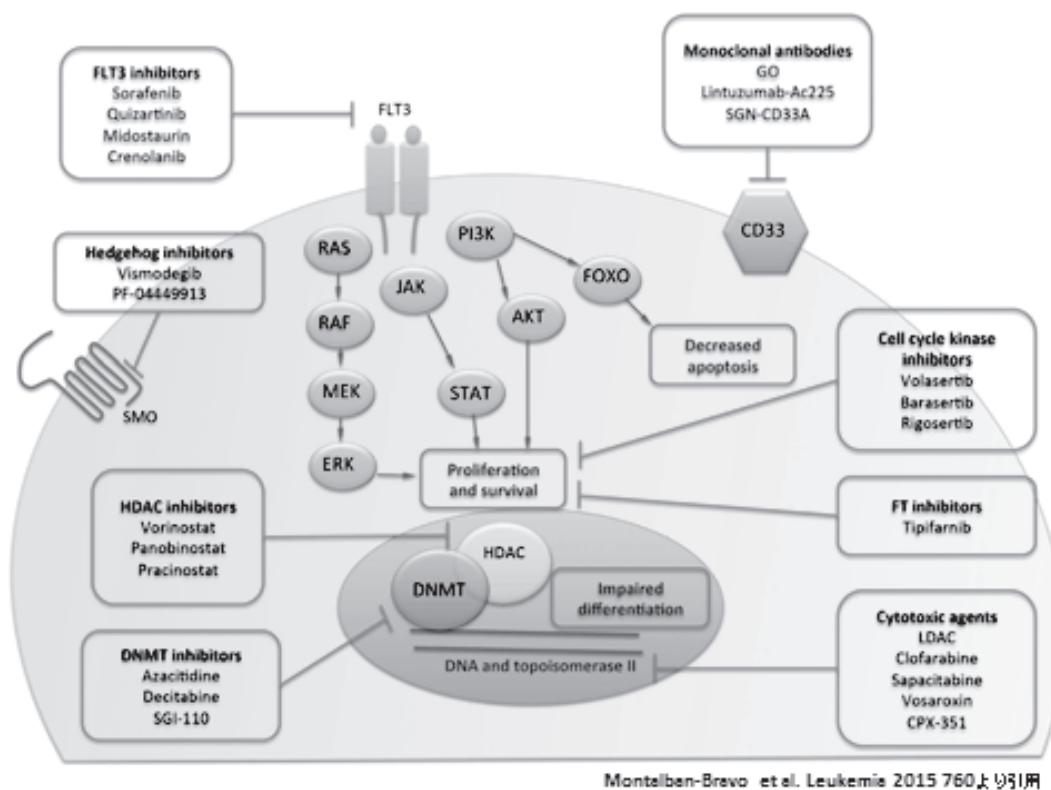 FLT3 inhibitors
Sorafenib
Quizartinib
Midostaurin
Crenolanib
FLT3
Monoclonal antibodies
GO
Lintuzumab-Ac225
SGN-CD33A
CD33
Hedgehog inhibitors
Vismodegib
PF-04449913
SMO
RAS
RAF
MEK
ERK
JAK
STAT
PI3K
AKT
FOXO
Decreased
apoptosis
Proliferation
and survival
Cell cycle kinase
inhibitors
Volasertib
Barasertib
Rigosertib
FT inhibitors
Tipifarnib
HDAC inhibitors
Vorinostat
Panobinostat
Pracinostat
HDAC
DNMT
Impaired
differentiation
DNA and topoisomerase II
DNMT inhibitors
Azacitidine
Decitabine
SGI-110
Cytotoxic agents
LDAC
Clofarabine
Sapacitabine
Vosaroxin
CPX-351
Montalban-Bravo et al. Leukemia 2015 760より引用